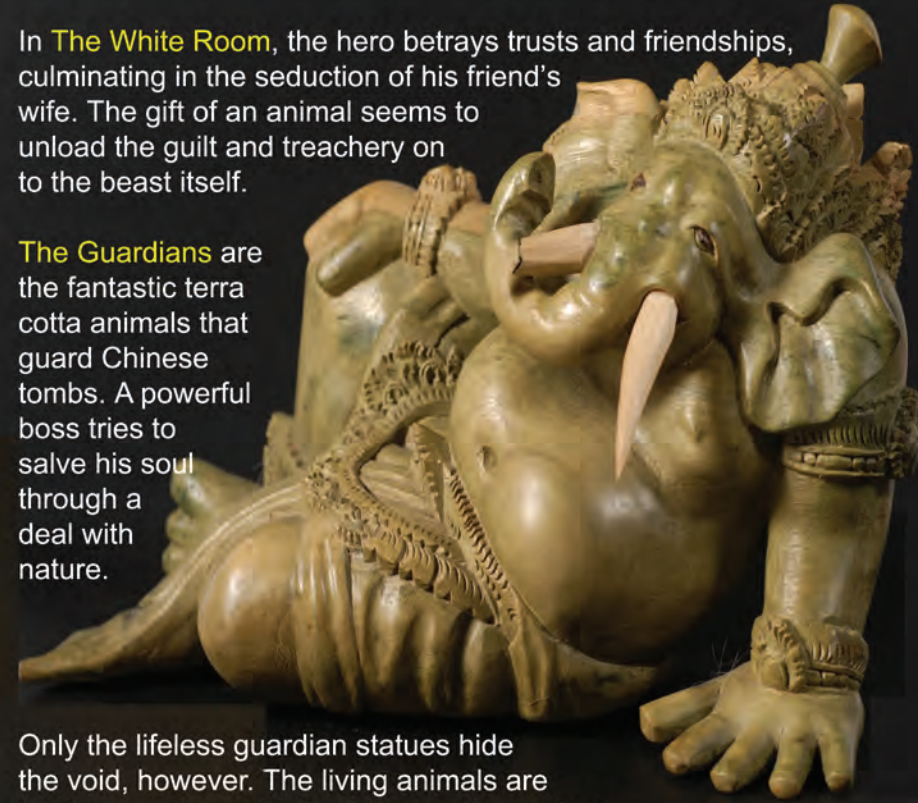 In The White Room, the hero betrays trusts and friendships,
culminating in the seduction of his friend's
wife. The gift of an animal seems to
unload the guilt and treachery on
to the beast itself.
The Guardians are
the fantastic terra
cotta animals that
guard Chinese
tombs. A powerful
boss tries to
salve his soul
through a
deal with
nature.
Only the lifeless guardian statues hide
the void, however. The living animals are